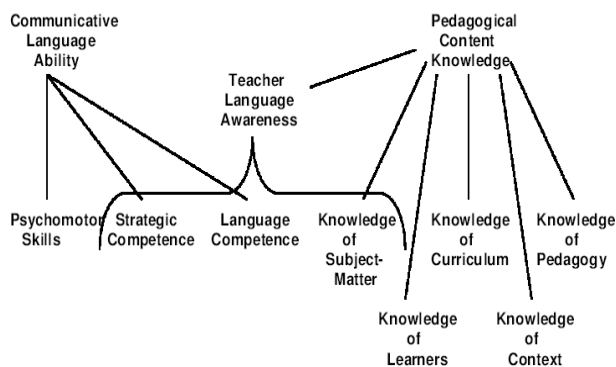 Communicative
Language
Ability
Pedagogical
Content
Knowledge
Teacher
Language
Awareness
Psychomotor
Skills
Strategic
Competence
Language
Competence
Knowledge
of
Subject-
Matter
Knowledge
of
Curriculum
Knowledge
of
Pedagogy
Knowledge
of
Learners
Knowledge
of
Context